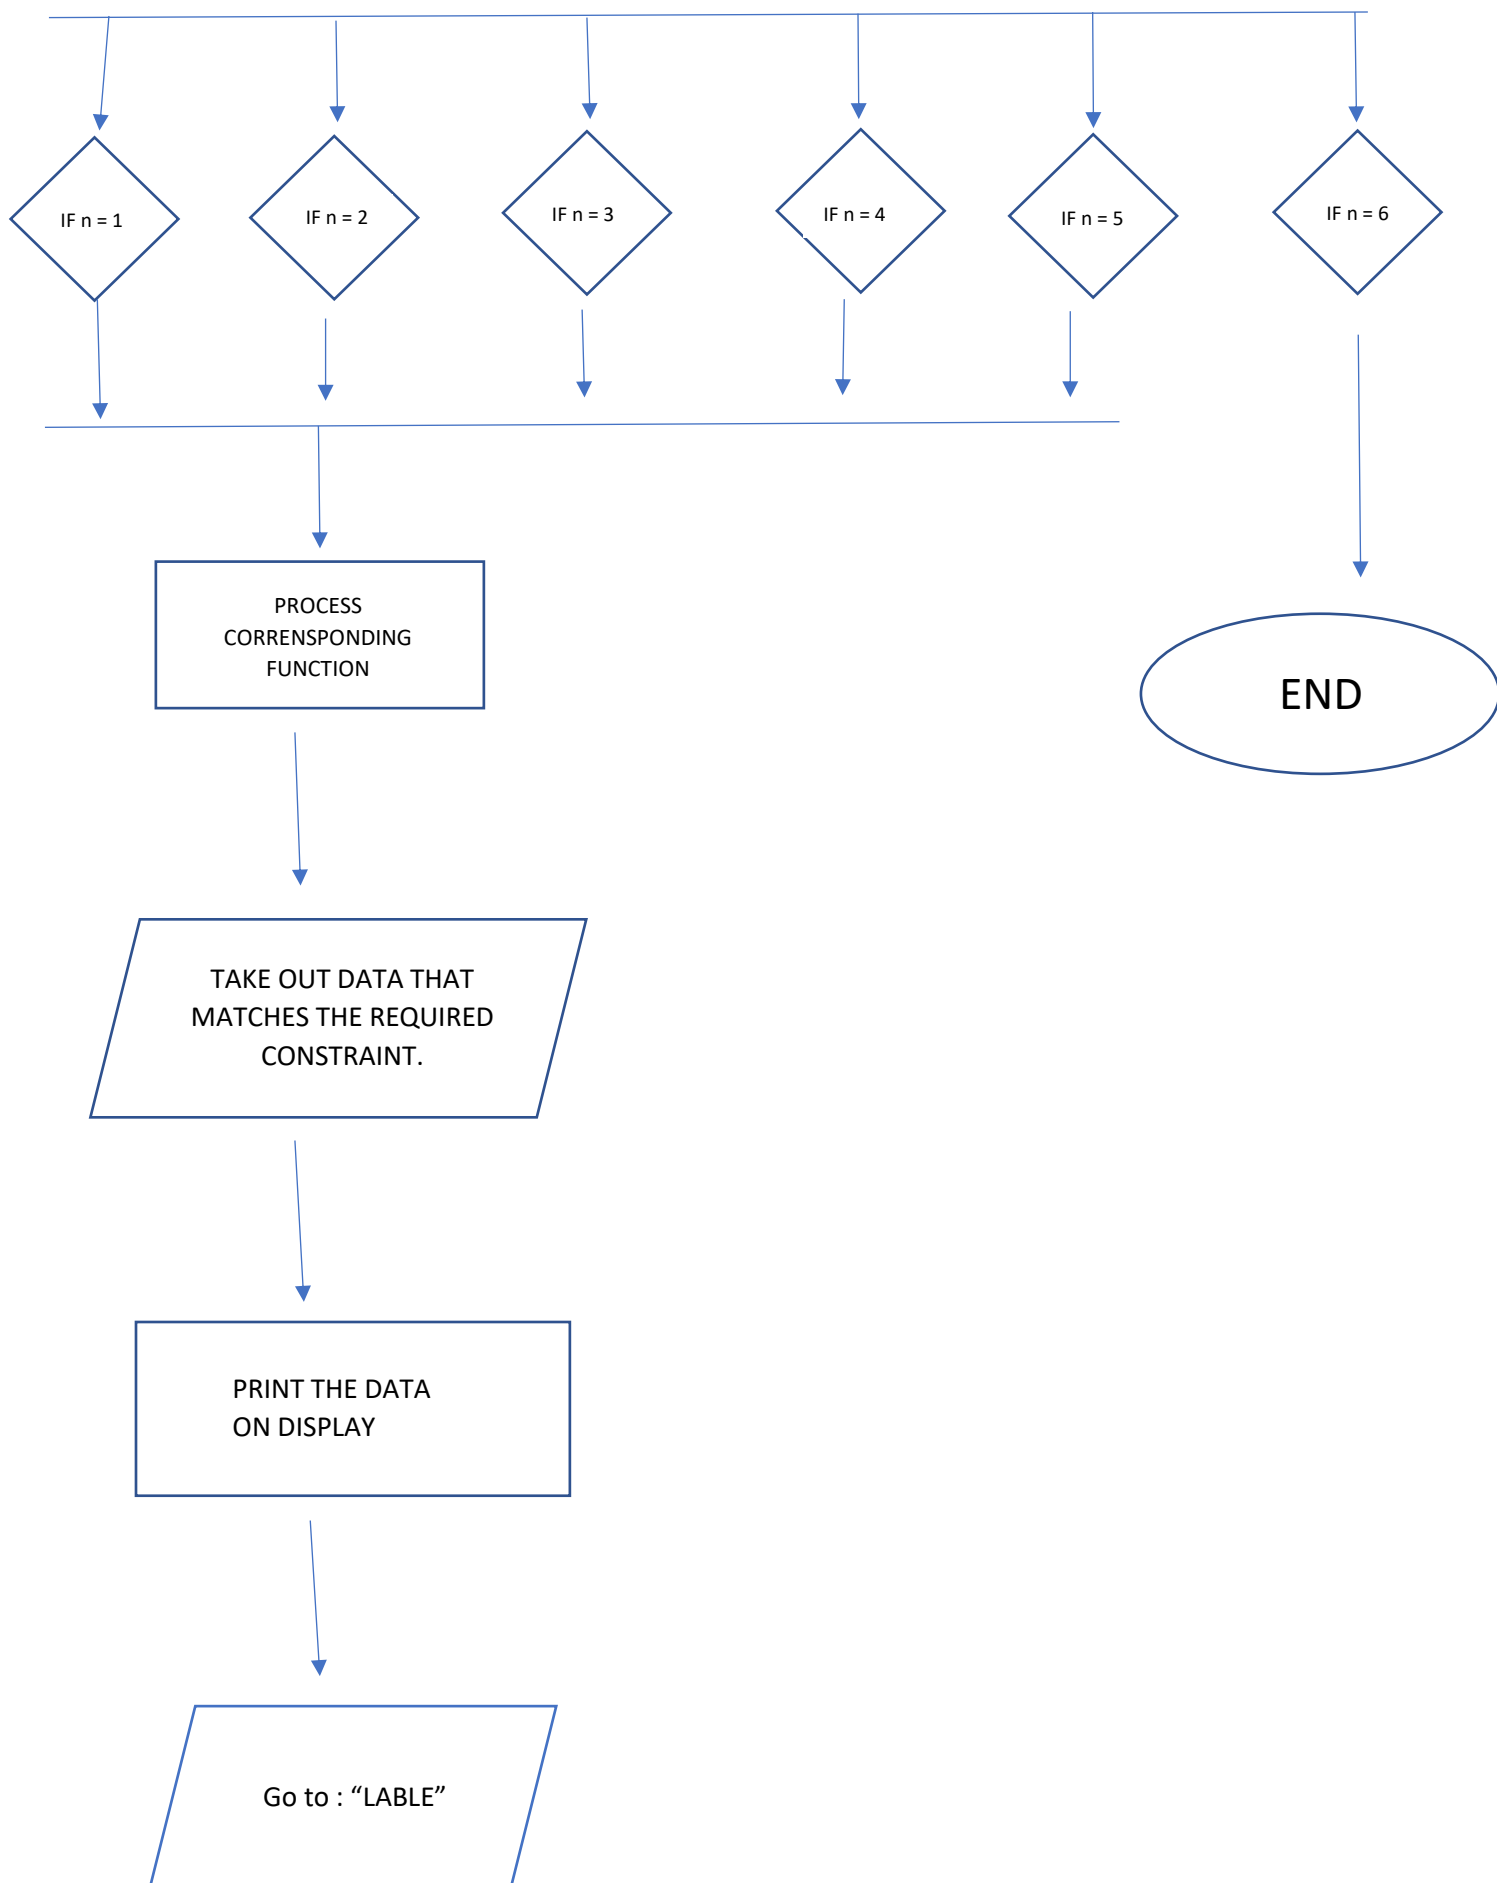 IF n = 1
IF n = 2
IF n = 3
IF n = 4
IF n = 5
IF n = 6
PROCESS
CORRENSPONDING
FUNCTION
END
TAKE OUT DATA THAT
MATCHES THE REQUIRED
CONSTRAINT.
PRINT THE DATA
ON DISPLAY
Go to : “LABLE”